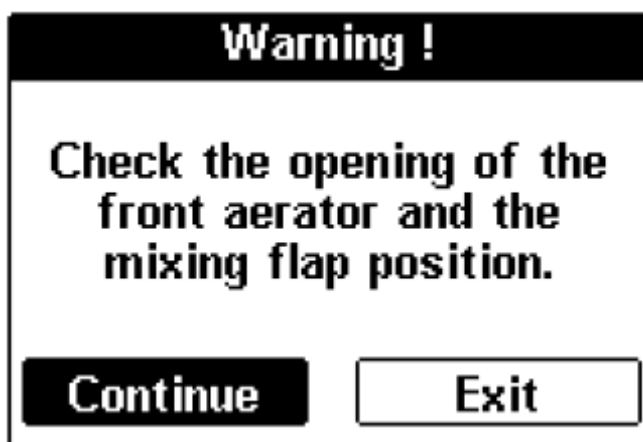 Warning !
Check the opening of the
front aerator and the
mixing flap position.
Continue
Exit